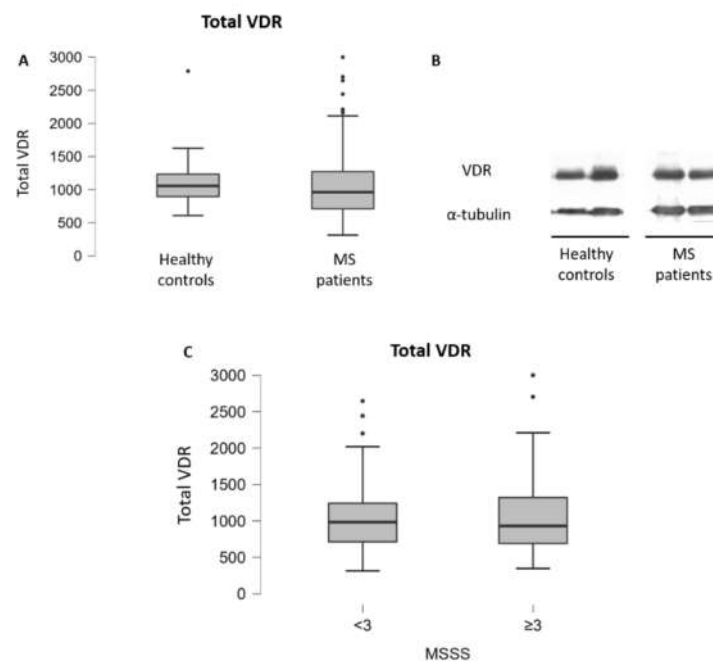 Total VDR
A
3000
2500
2000
1500
1000
500
0
Total VDR
Healthy
controls
MS
patients
B
VDR
α-tubulin
Healthy
controls
MS
patients
C
Total VDR
3000
2500
2000
1500
1000
500
0
Total VDR
<3
≥3
MSSS